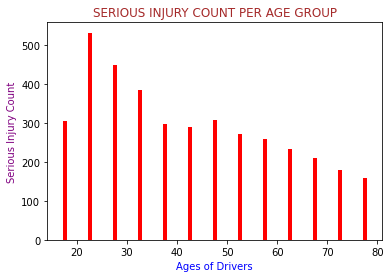 SERIOUS INJURY COUNT PER AGE GROUP
Serious Injury Count
500
400
300
200
100
0
20 30 40 50 60 70 80
Ages of Drivers